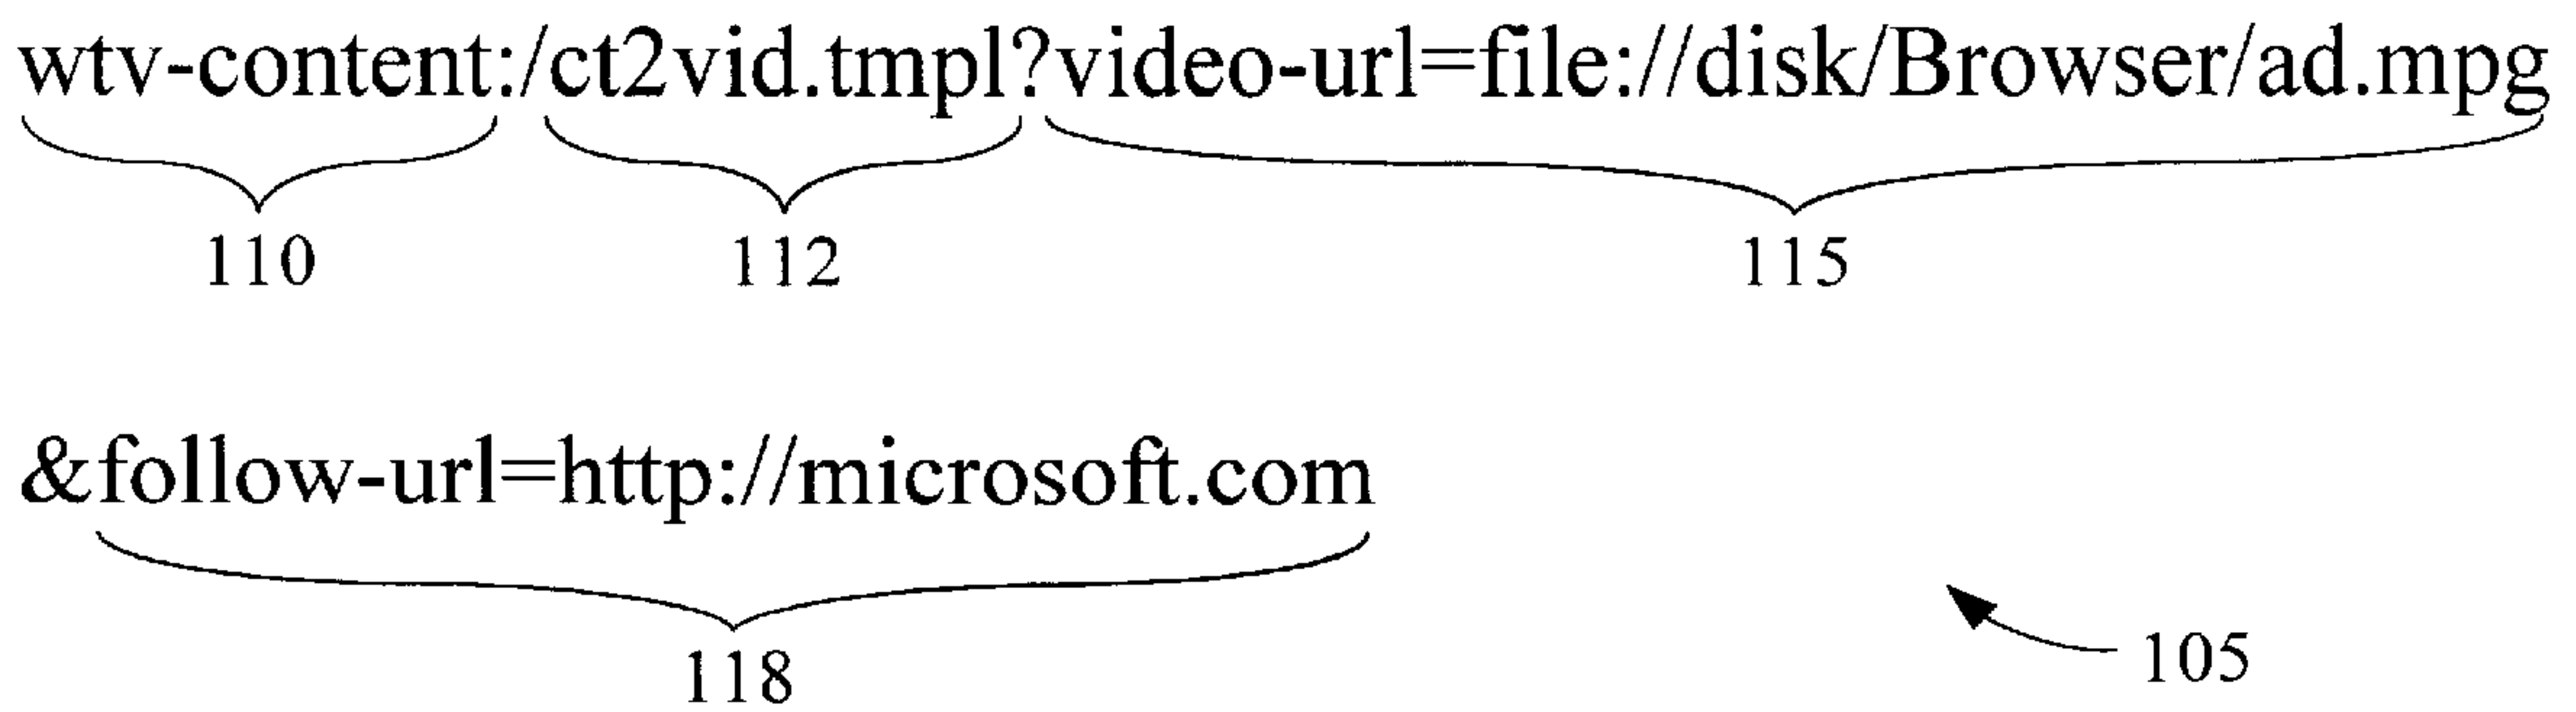 wtv-content:/ct2vid.tmpl?video-url=file://disk/Browser/ad.mpg
110 112 115
&follow-url=http://microsoft.com
118
105